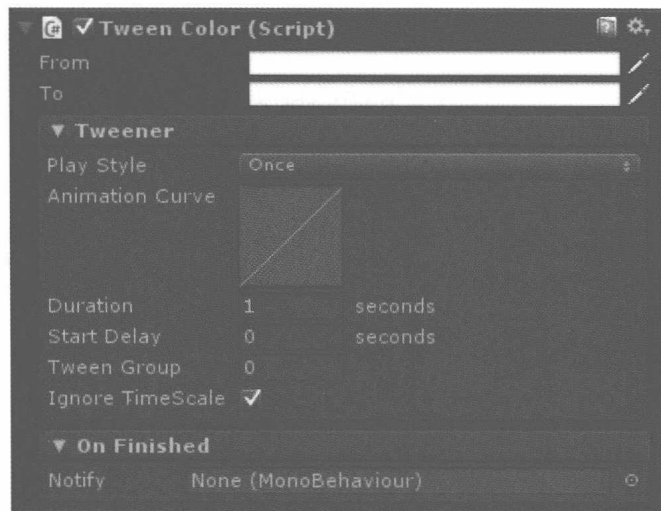 Tween Color (Script)
From
To
Tweener
Play Style Once
Animation Curve
Duration 1 seconds
Start Delay 0 seconds
Tween Group 0
Ignore TimeScale
On Finished
Notify None (MonoBehaviour)